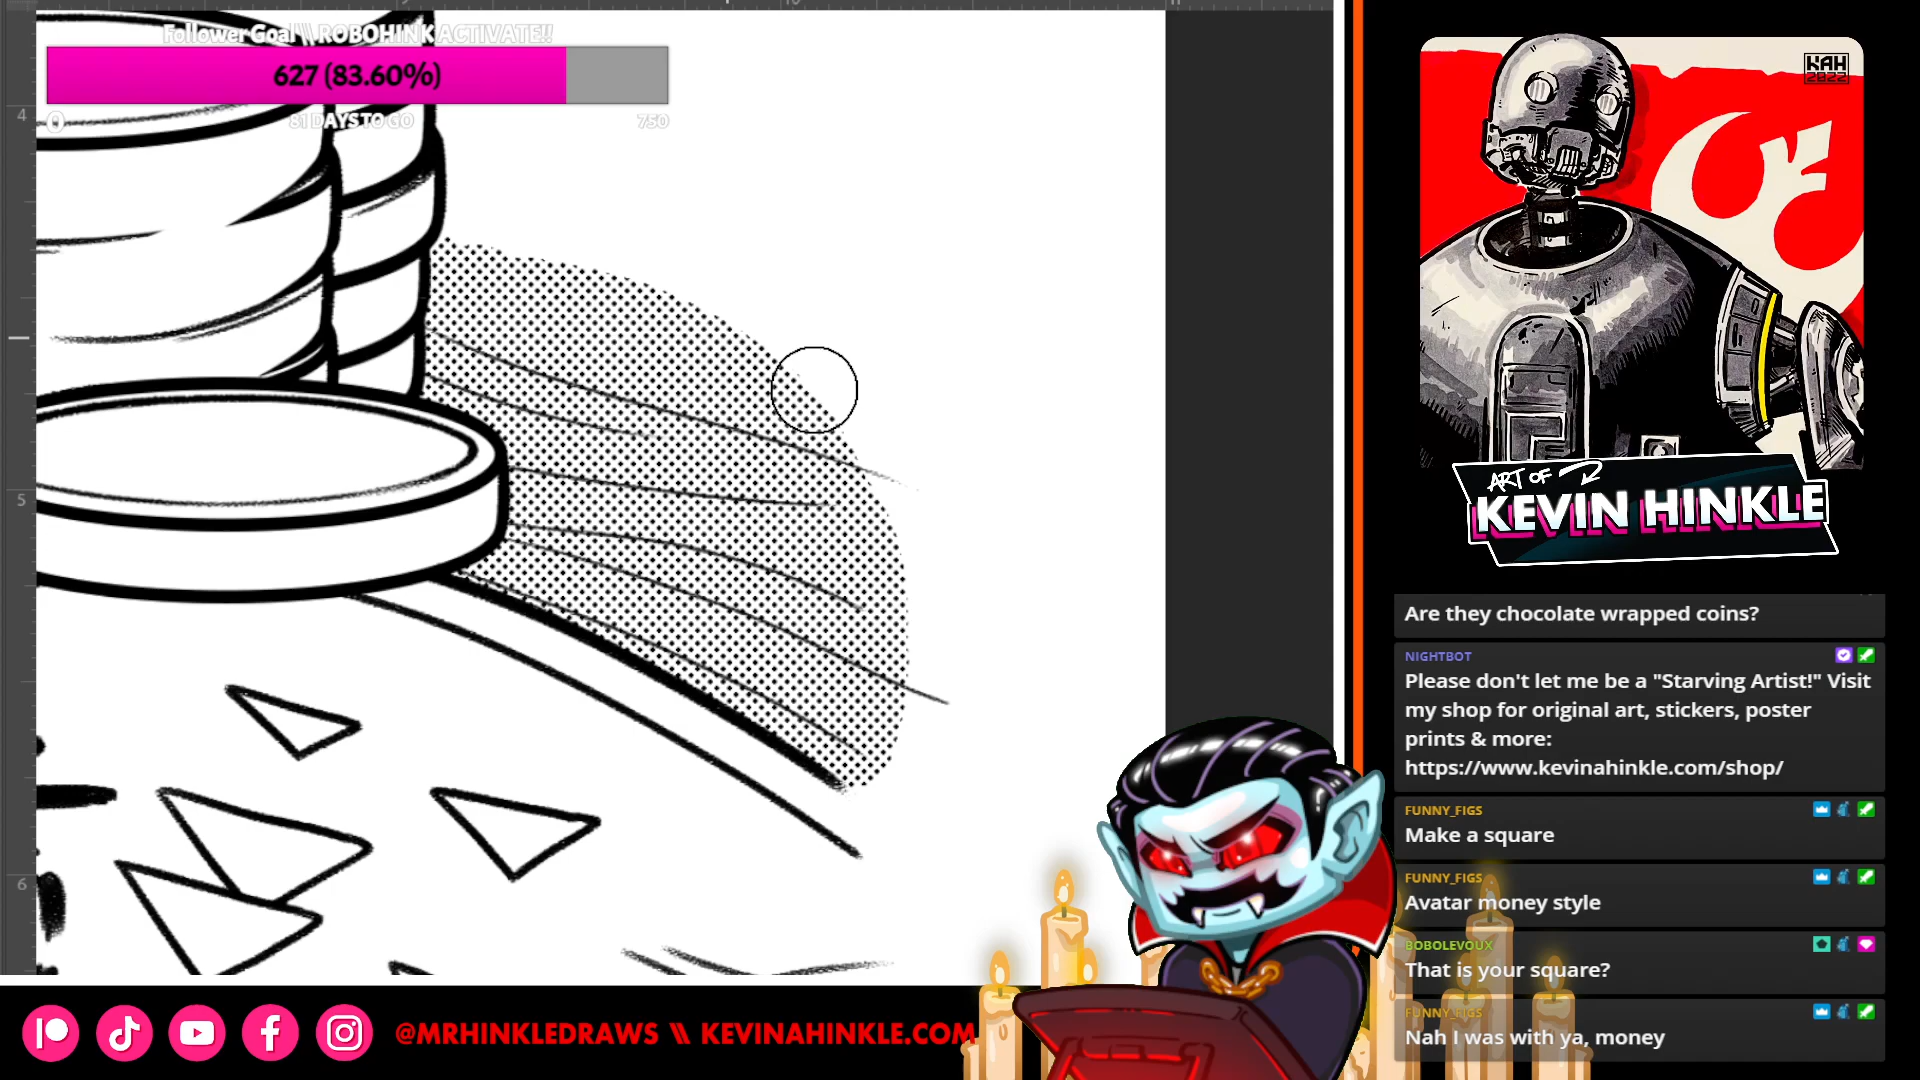 Follower Goal \\ ROBOHINK ACTIVATE!!
627 (83.60%)
0
81 DAYS TO GO
750
4
5
6
KAH
2022
ART OF
KEVIN HINKLE
Are they chocolate wrapped coins?
NIGHTBOT
Please don't let me be a "Starving Artist!" Visit
my shop for original art, stickers, poster
prints & more:
https://www.kevinahinkle.com/shop/
FUNNY_FIGS
Make a square
FUNNY_FIGS
Avatar money style
BOBOLEVOUX
That is your square?
FUNNY_FIGS
Nah I was with ya, money
@MRHINKLEDRAWS \\ KEVINAHINKLE.COM